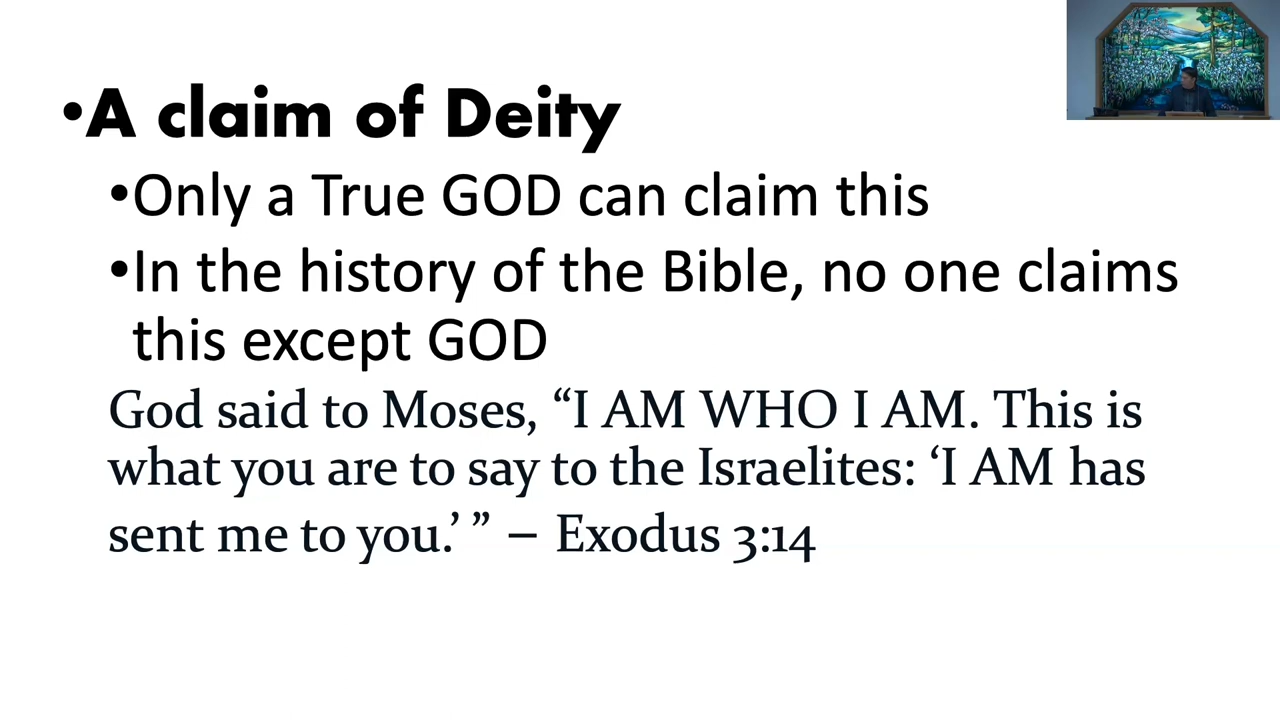 •A claim of Deity
•Only a True GOD can claim this
•In the history of the Bible, no one claims
this except GOD
God said to Moses, “I AM WHO I AM. This is
what you are to say to the Israelites: ‘I AM has
sent me to you.’ ” – Exodus 3:14